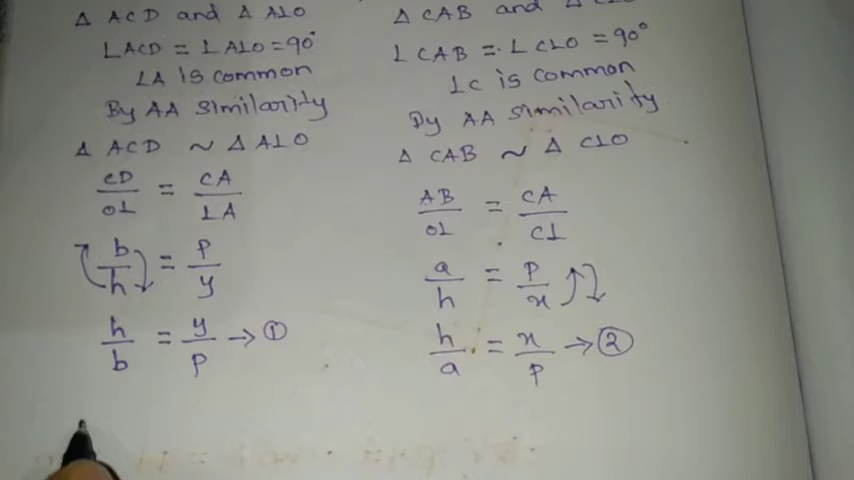 Δ ACD and Δ ALO
∟ACD = ∟ALO = 90°
∟A is common
By AA similarity
Δ ACD ~ Δ ALO
CD/OL = CA/LA
b/h = P/y
h/b = y/P → ①
Δ CAB and Δ CLO
∟CAB = ∟CLO = 90°
∟C is common
By AA similarity
Δ CAB ~ Δ CLO
AB/OL = CA/CL
a/h = P/x
h/a = x/P → ②